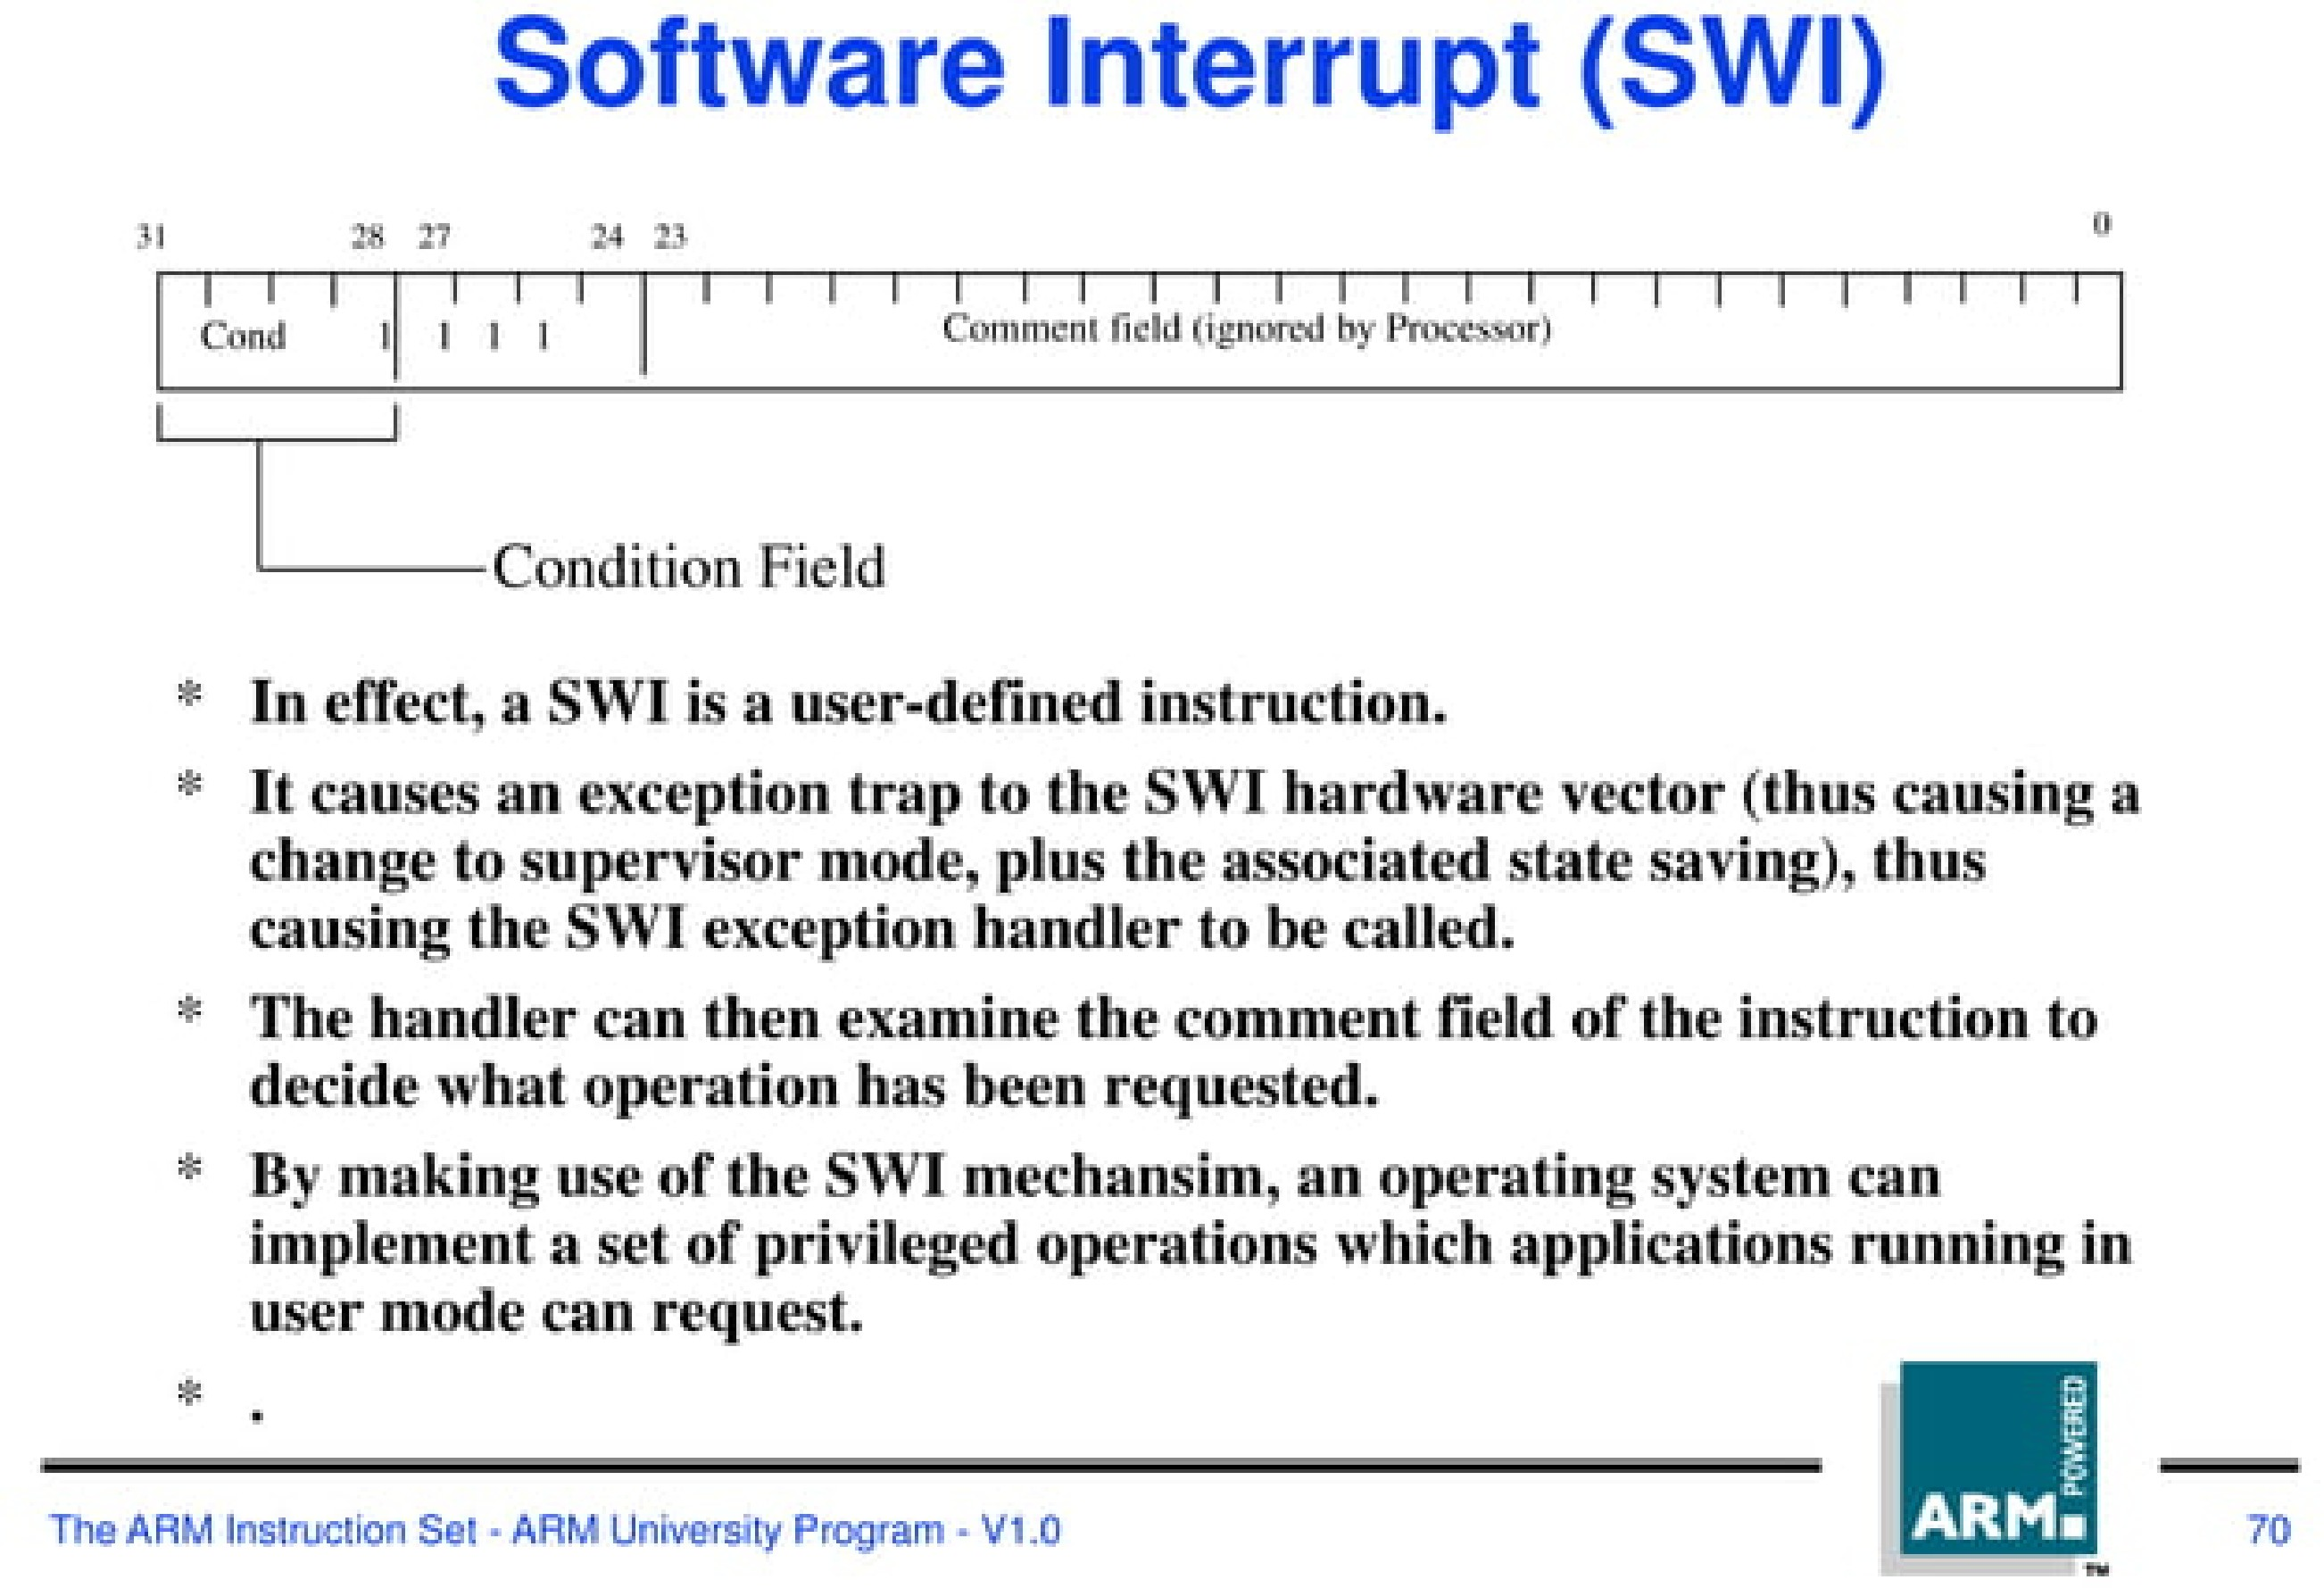 Software Interrupt (SWI)
31 28 27 24 23 0
Cond 1 1 1 1 Comment field (ignored by Processor)
Condition Field
* In effect, a SWI is a user-defined instruction.
* It causes an exception trap to the SWI hardware vector (thus causing a
change to supervisor mode, plus the associated state saving), thus
causing the SWI exception handler to be called.
* The handler can then examine the comment field of the instruction to
decide what operation has been requested.
* By making use of the SWI mechansim, an operating system can
implement a set of privileged operations which applications running in
user mode can request.
* .
The ARM Instruction Set - ARM University Program - V1.0
ARM POWERED
TM
70